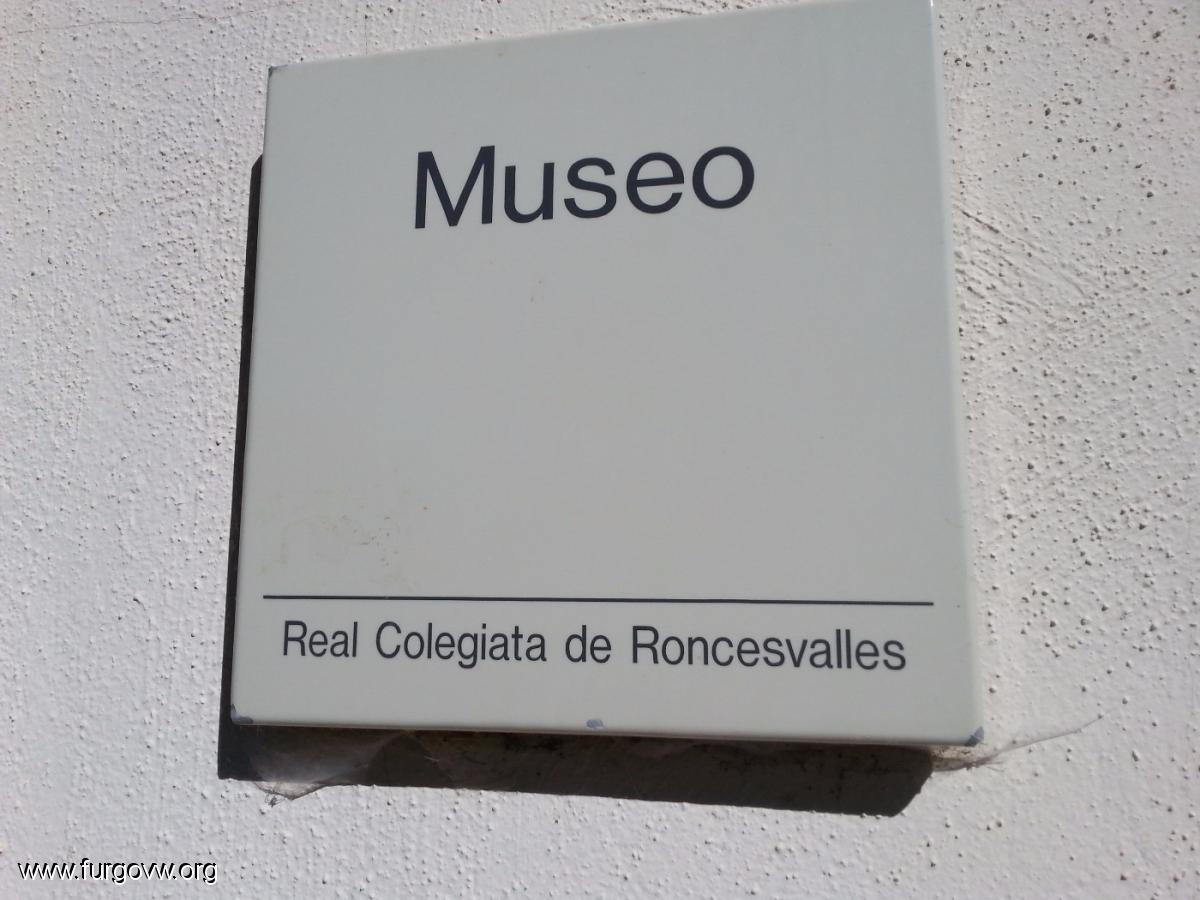 Museo
Real Colegiata de Roncesvalles
www.furgovw.org